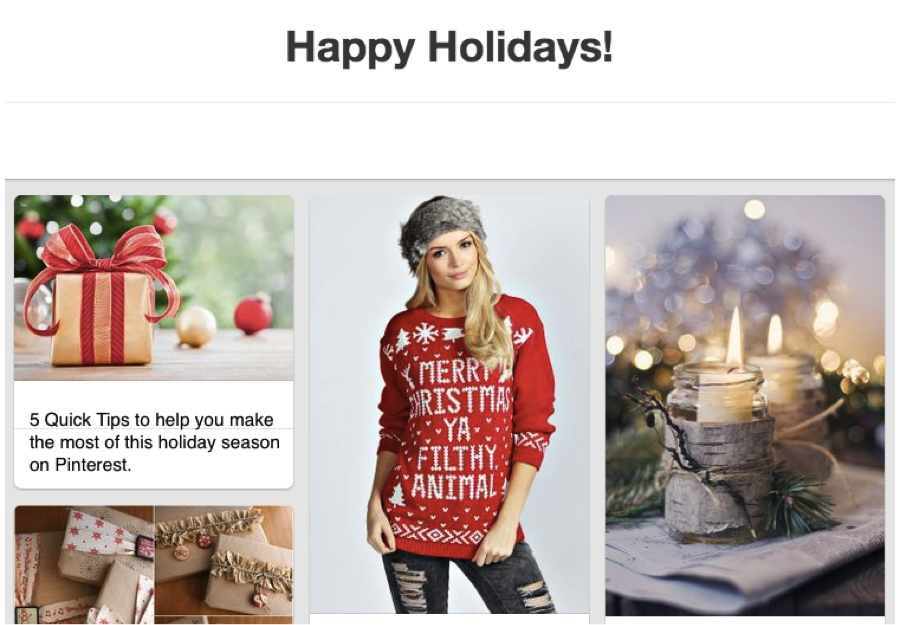 Happy Holidays!
5 Quick Tips to help you make
the most of this holiday season
on Pinterest.
MERRY
CHRISTMAS
YA
FILTHY
ANIMAL